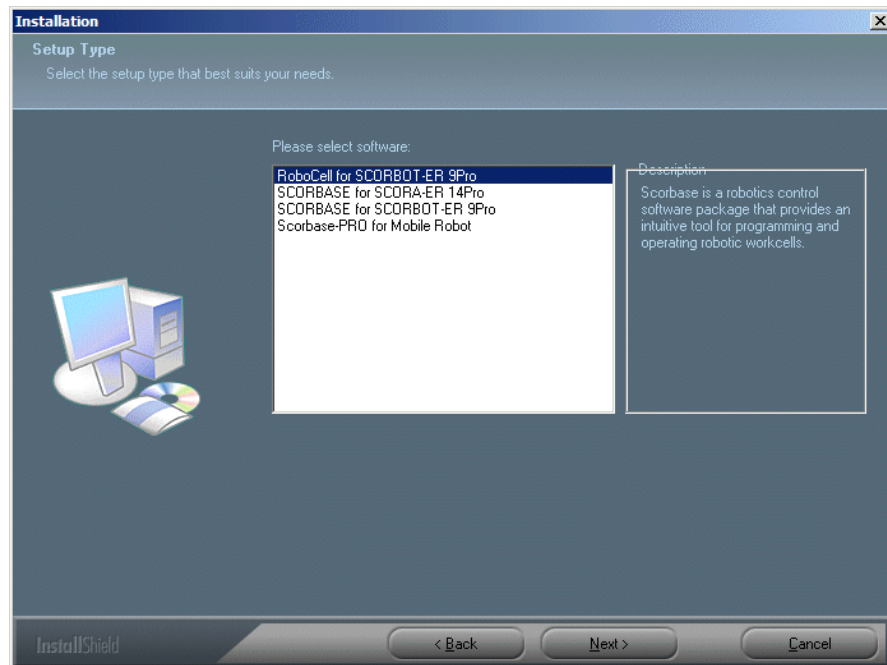 Installation
Setup Type
Select the setup type that best suits your needs.
Please select software:
RoboCell for SCORBOT-ER 9Pro
SCORBASE for SCORA-ER 14Pro
SCORBASE for SCORBOT-ER 9Pro
Scorbase-PRO for Mobile Robot
Description
Scorbase is a robotics control
software package that provides an
intuitive tool for programming and
operating robotic workcells.
InstallShield
< Back
Next >
Cancel